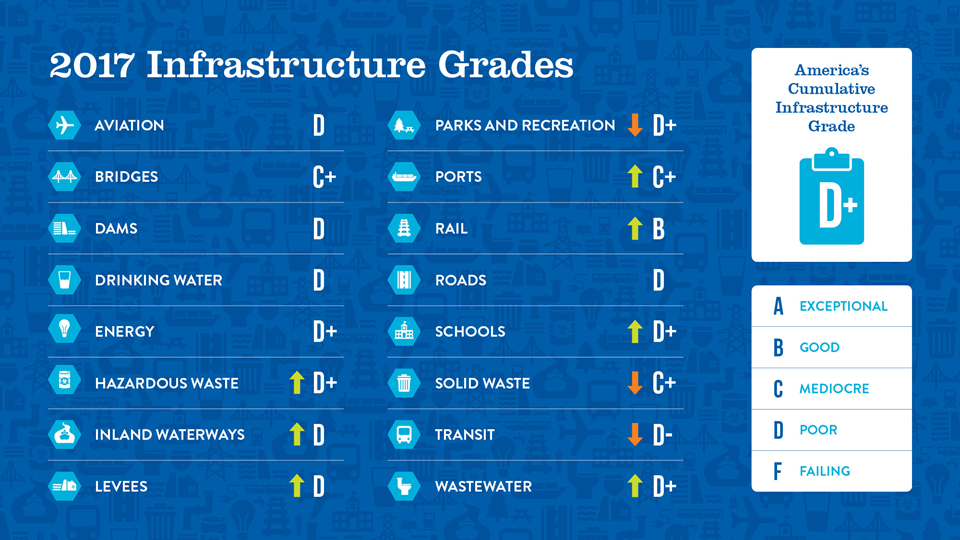 2017 Infrastructure Grades
AVIATION D
BRIDGES C+
DAMS D
DRINKING WATER D
ENERGY D+
HAZARDOUS WASTE D+
INLAND WATERWAYS D
LEVEES D
PARKS AND RECREATION D+
PORTS C+
RAIL B
ROADS D
SCHOOLS D+
SOLID WASTE C+
TRANSIT D-
WASTEWATER D+
America's
Cumulative
Infrastructure
Grade
D+
A EXCEPTIONAL
B GOOD
C MEDIOCRE
D POOR
F FAILING